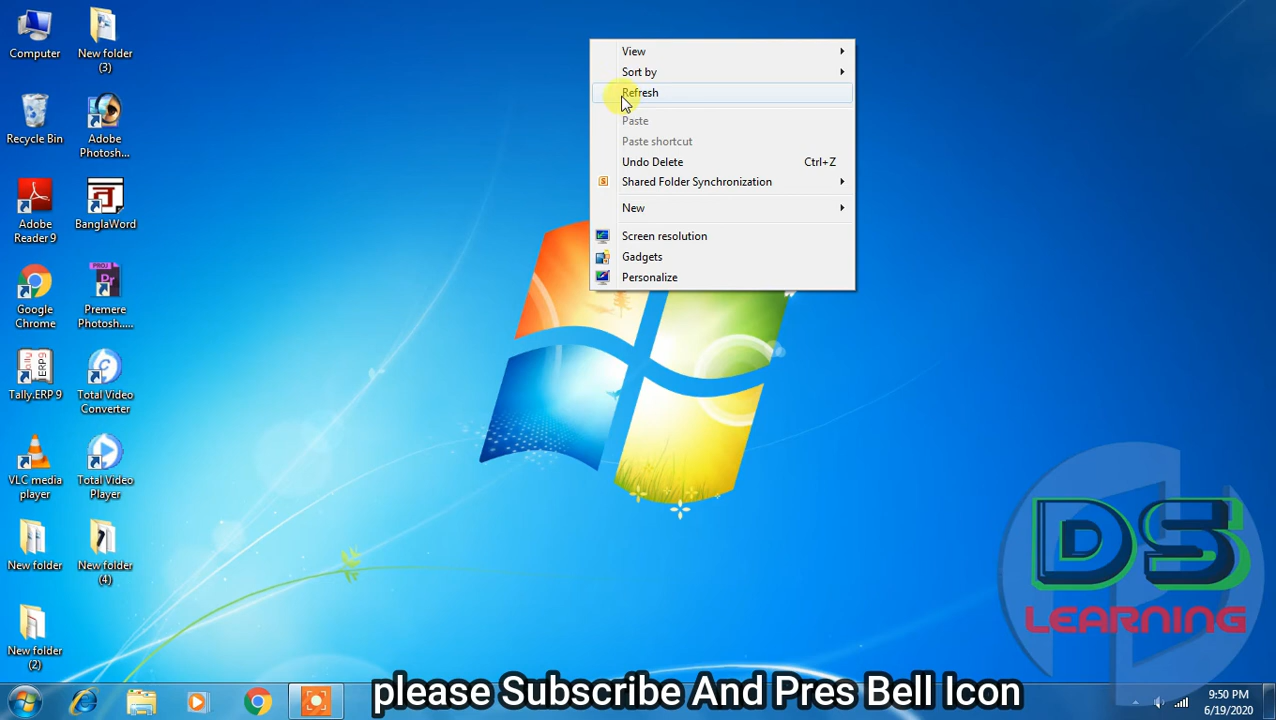 Computer
New folder
(3)
Recycle Bin
Adobe
Photosh...
Adobe
Reader 9
BanglaWord
Google
Chrome
PROJ
Pr
Premere
Photosh.....
Tally.ERP 9
Total Video
Converter
VLC media
player
Total Video
Player
New folder
New folder
(4)
New folder
(2)
View
Sort by
Refresh
Paste
Paste shortcut
Undo Delete Ctrl+Z
S Shared Folder Synchronization
New
Screen resolution
Gadgets
Personalize
DS
LEARNING
please Subscribe And Pres Bell Icon
9:50 PM
6/19/2020